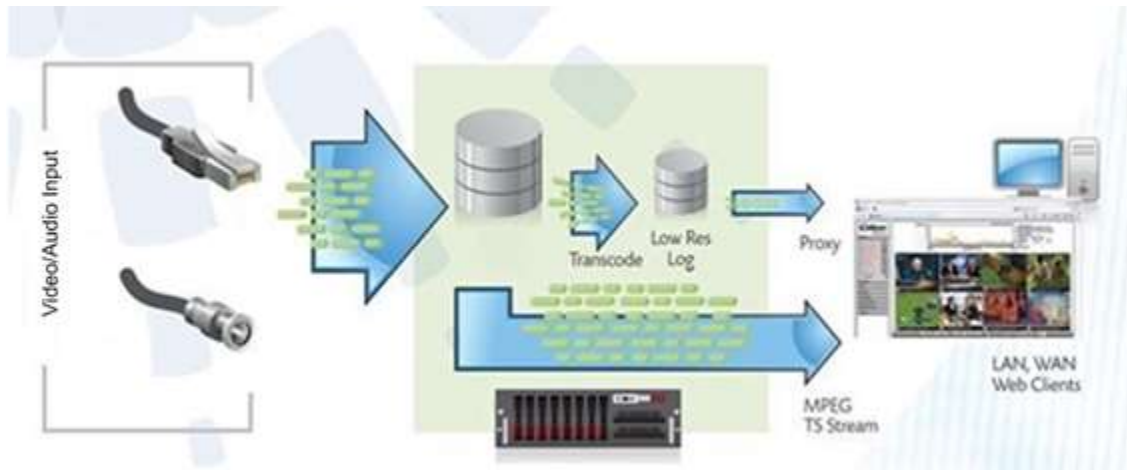 Video/Audio Input
Transcode
Low Res
Log
Proxy
LAN, WAN
Web Clients
MPEG
TS Stream